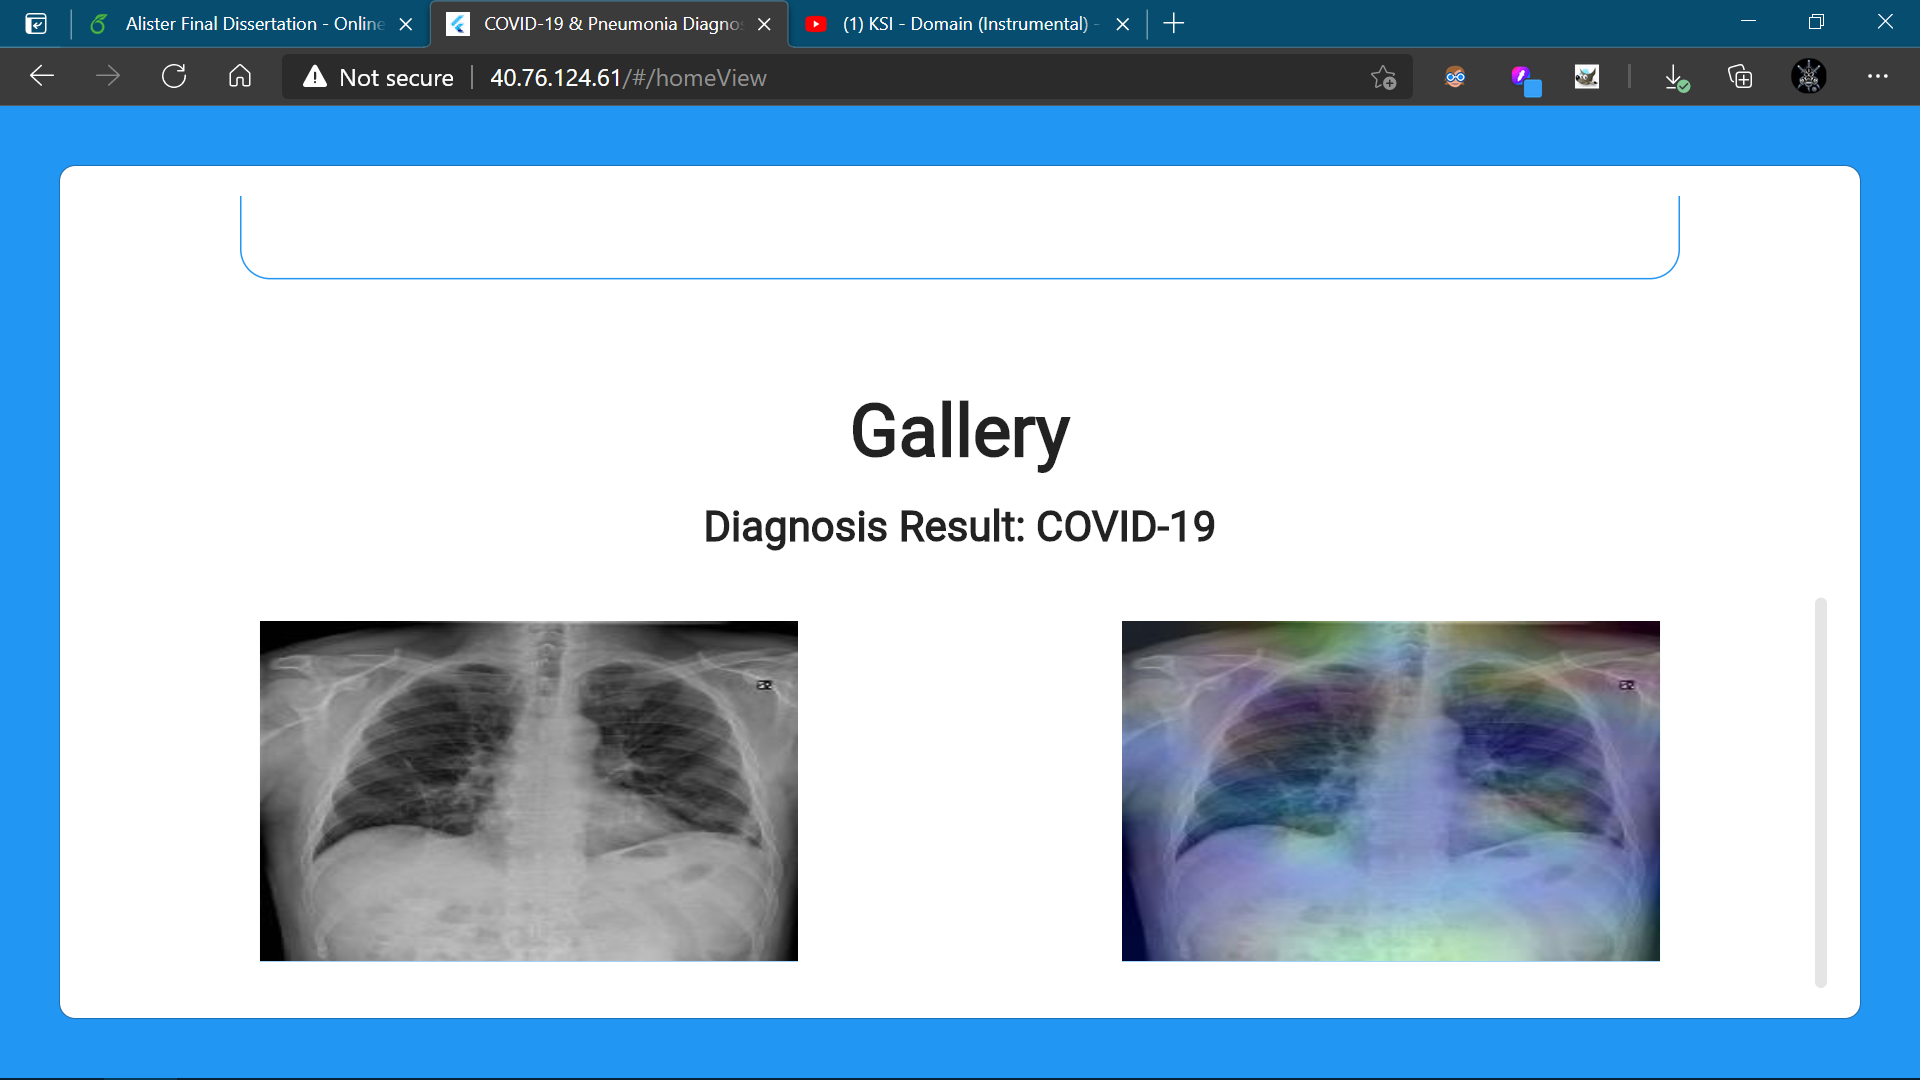 Alister Final Dissertation - Online
COVID-19 & Pneumonia Diagno
(1) KSI - Domain (Instrumental) -
Not secure
40.76.124.61/#/homeView
Gallery
Diagnosis Result: COVID-19